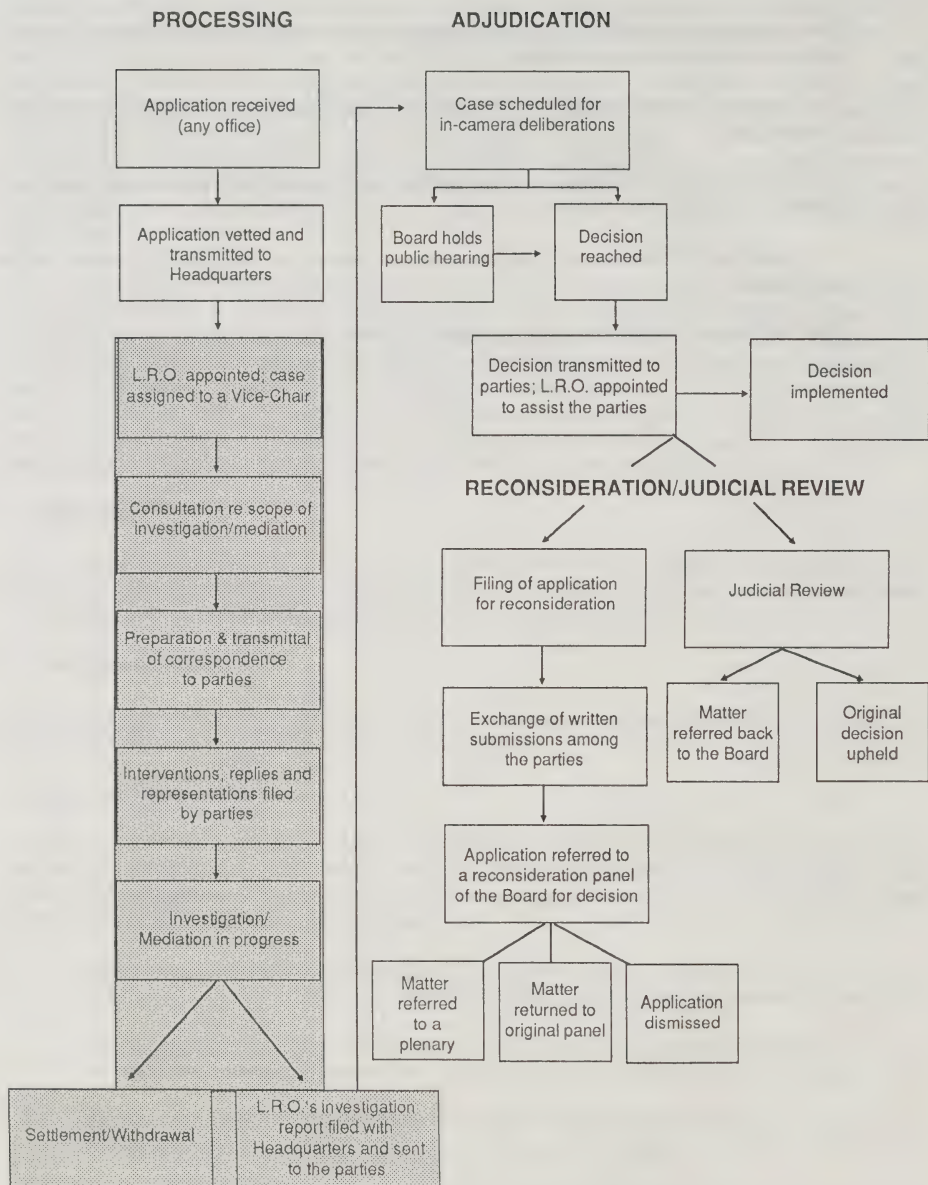 PROCESSING
Application received
(any office)
Application vetted and
transmitted to
Headquarters
L.R.O. appointed; case
assigned to a Vice-Chair
Consultation re scope of
investigation/mediation
Preparation & transmittal
of correspondence
to parties
Interventions, replies and
representations filed
by parties
Investigation/
Mediation in progress
Settlement/Withdrawal
L.R.O.'s investigation
report filed with
Headquarters and sent
to the parties
ADJUDICATION
Case scheduled for
in-camera deliberations
Board holds
public hearing
Decision
reached
Decision transmitted to
parties; L.R.O. appointed
to assist the parties
Decision
implemented
RECONSIDERATION/JUDICIAL REVIEW
Filing of application
for reconsideration
Exchange of written
submissions among
the parties
Application referred to
a reconsideration panel
of the Board for decision
Matter
referred
to a
plenary
Matter
returned to
original panel
Application
dismissed
Judicial Review
Matter
referred back
to the Board
Original
decision
upheld